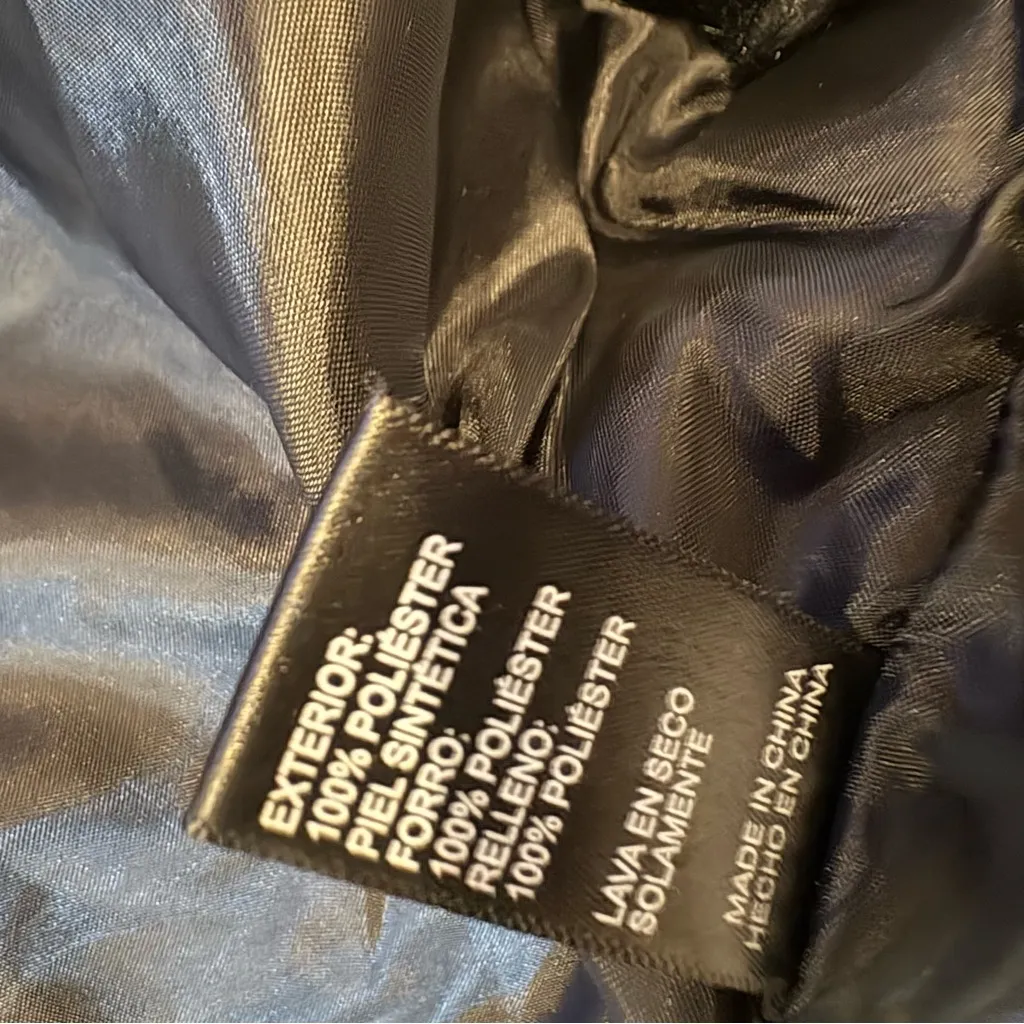 EXTERIOR:
100% POLIÉSTER
PIEL SINTÉTICA
FORRO:
100% POLIÉSTER
RELLENO:
100% POLIÉSTER
LAVA EN SECO
SOLAMENTE
MADE IN CHINA
HECHO EN CHINA